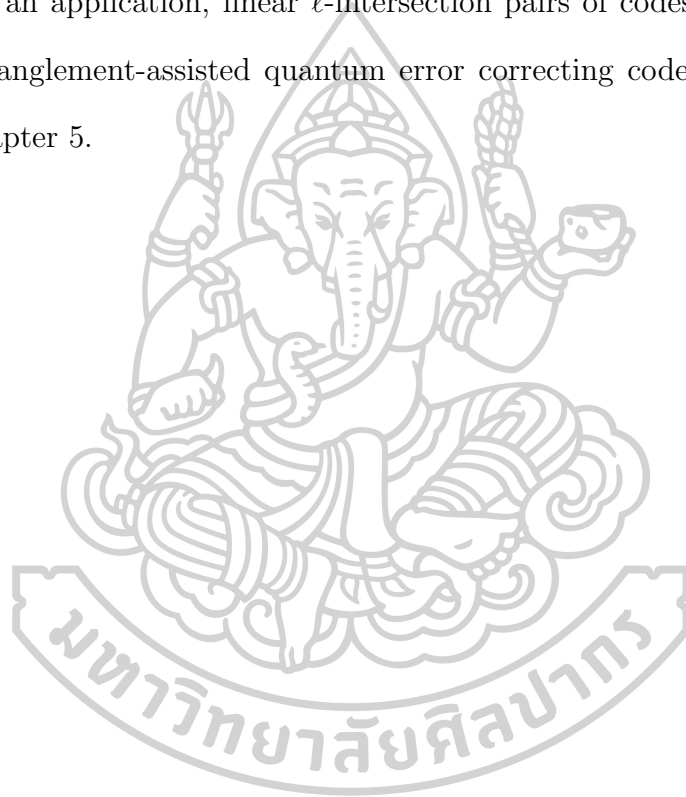 an application, linear ℓ-intersection pairs of codes
anglement-assisted quantum error correcting code
apter 5.
มหาวิทยาลัยศิลปากร